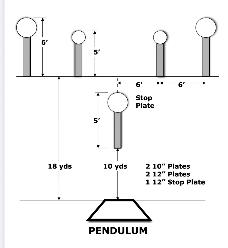 6'
5'
6'
6'
Stop
Plate
5'
18 yds
10 yds
2 10" Plates
2 12" Plates
1 12" Stop Plate
PENDULUM